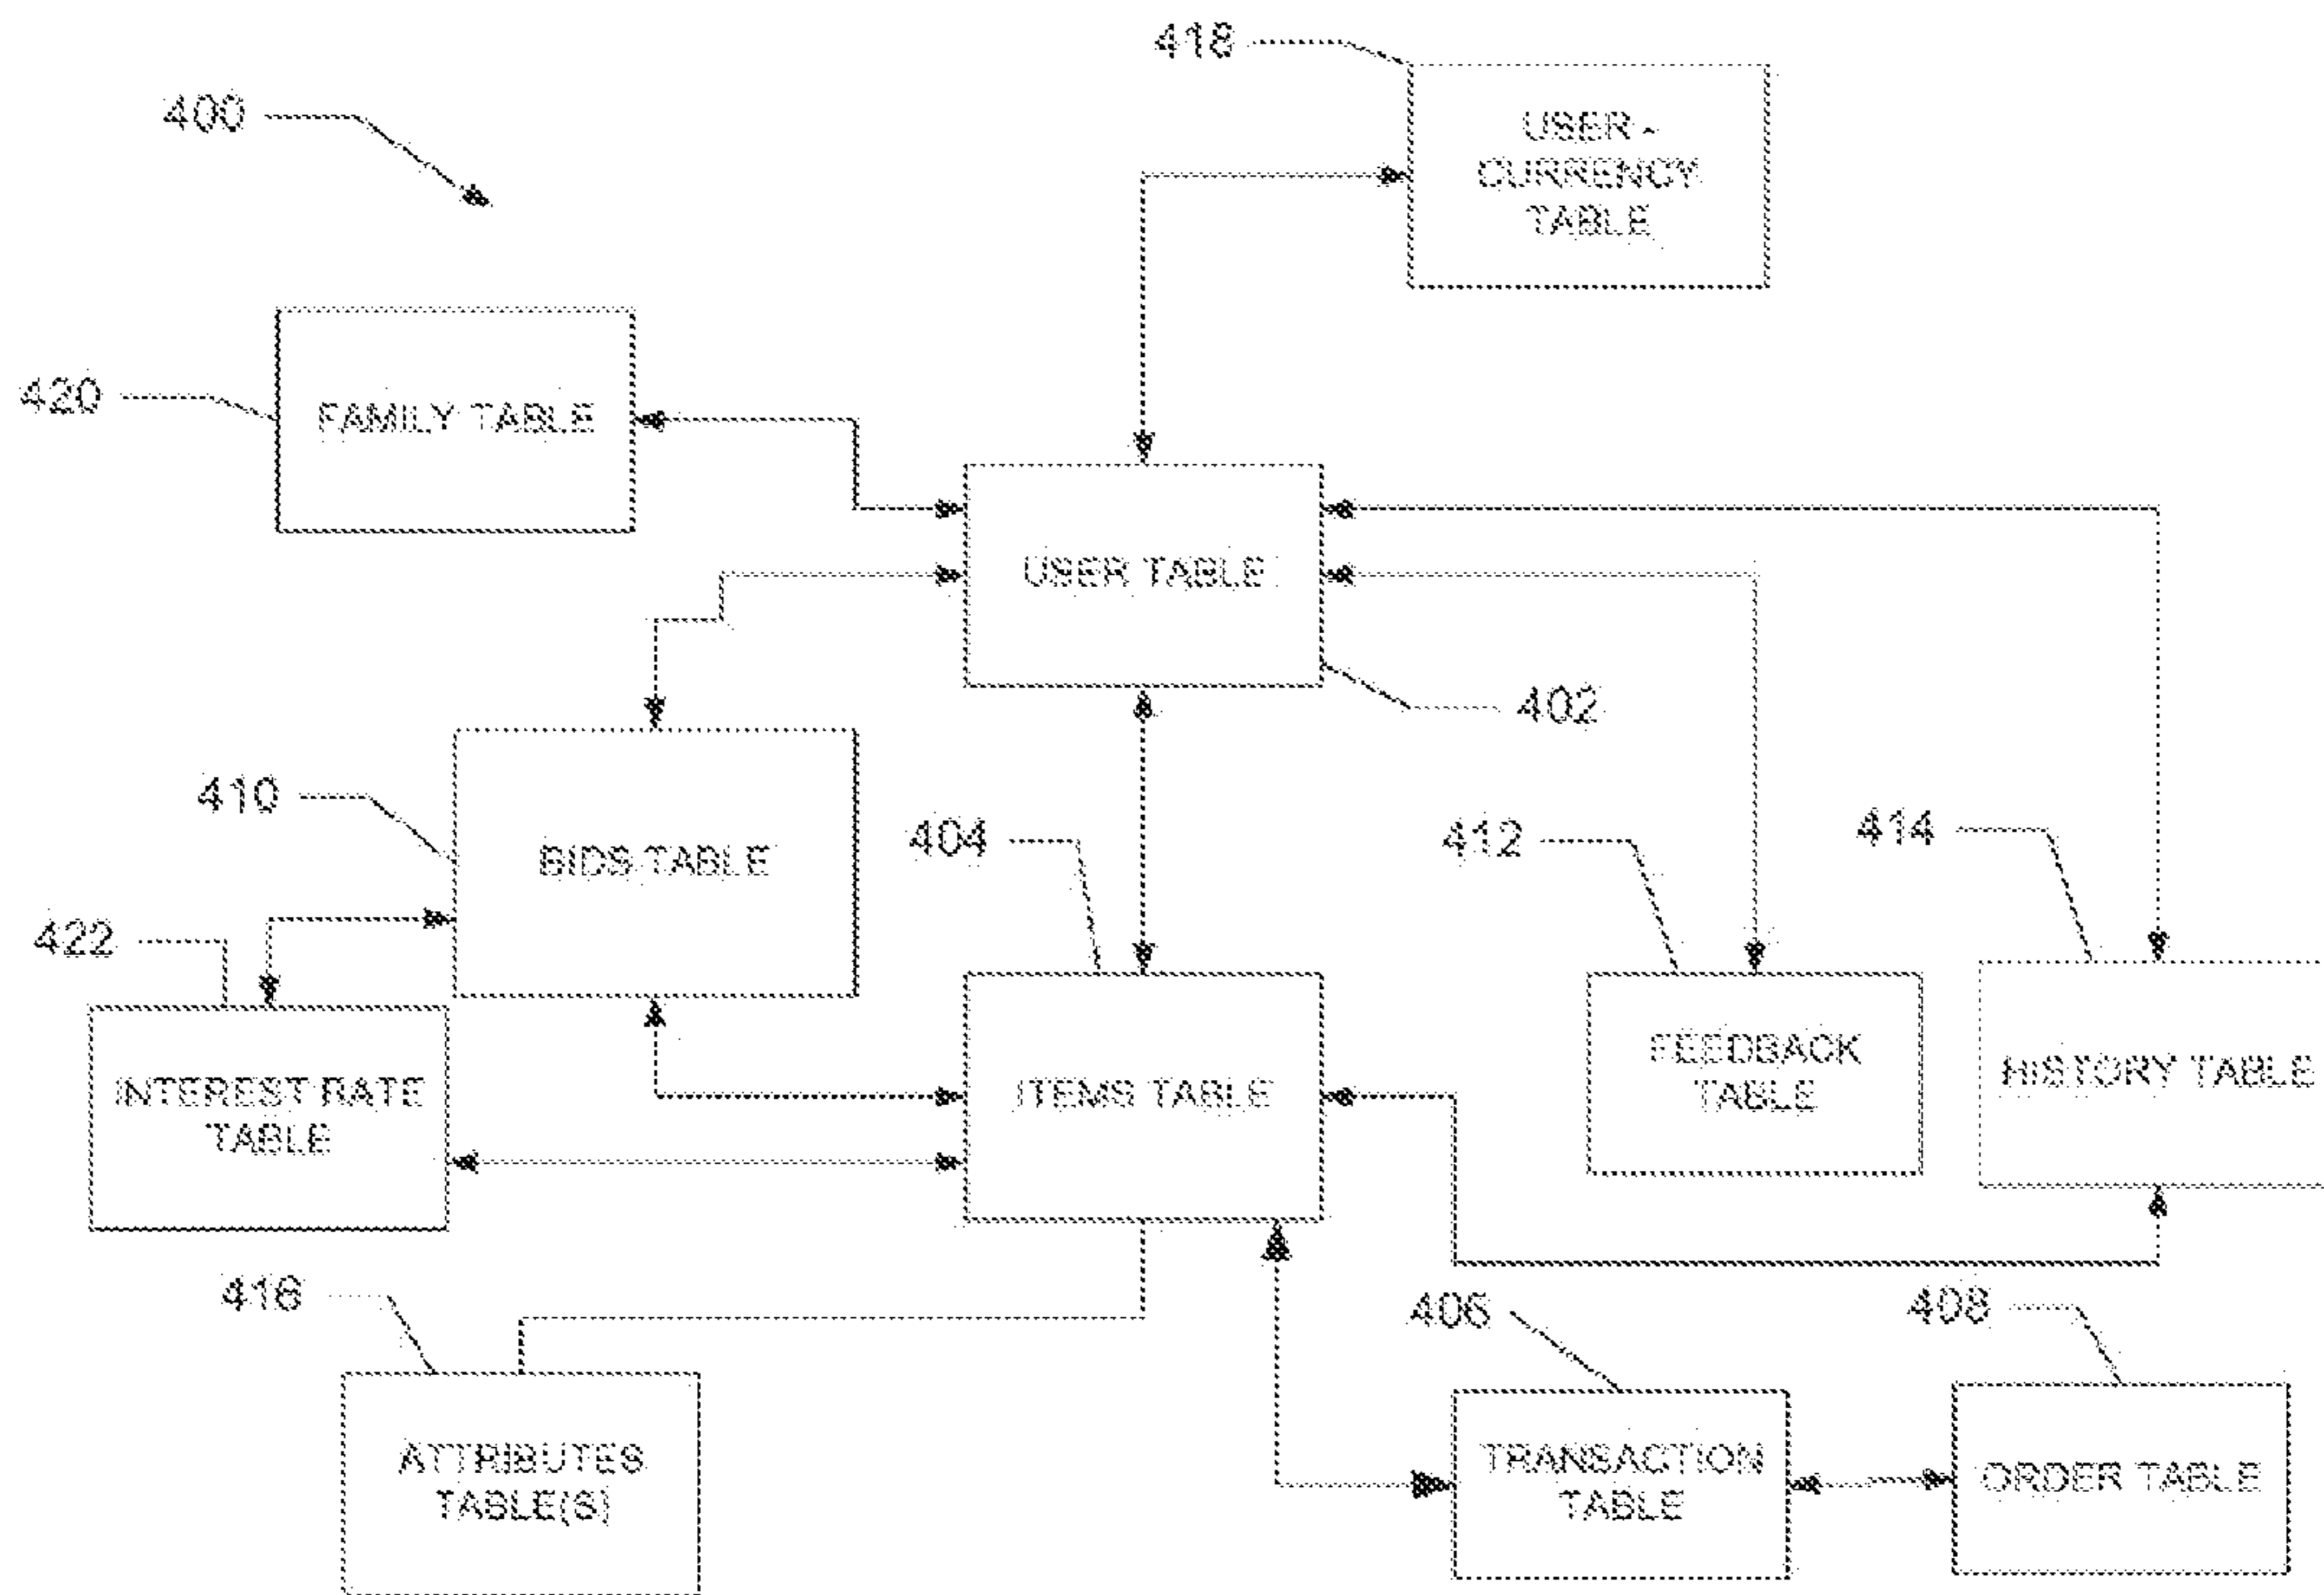 418
400
USER -
CURRENCY
TABLE
420
FAMILY TABLE
USER TABLE
402
410
BIDS TABLE
404
412
414
422
INTEREST RATE
TABLE
ITEMS TABLE
FEEDBACK
TABLE
HISTORY TABLE
416
406
408
ATTRIBUTES
TABLE(S)
TRANSACTION
TABLE
ORDER TABLE